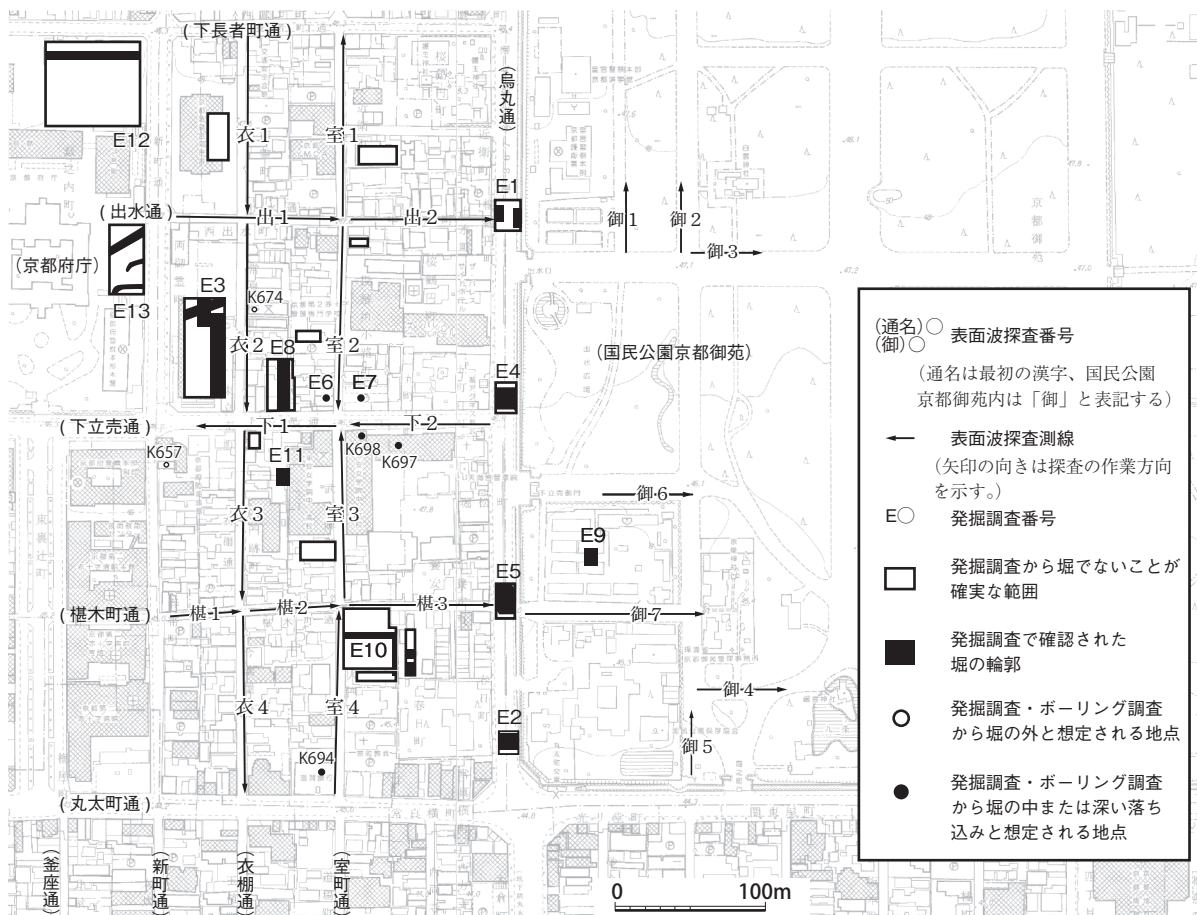 (下長者町通)
(烏丸通)
E12
衣1
室1
E1
(出水通)
出1
出2
御1
御2
御3
(京都府庁)
E13
E3
K674
衣2
E8
室2
E6
E7
E4
(国民公園京都御苑)
(下立売通)
下1
下2
K657
E11
K698
K697
衣3
室3
御6
E9
E5
(椹木町通)
椹1
椹2
椹3
御7
E10
御4
衣4
室4
E2
御5
K694
(丸太町通)
(釜座通)
(新町通)
(衣棚通)
(室町通)
0
100m
(通名)○
(御)○
表面波探査番号
(通名は最初の漢字、国民公園
京都御苑内は「御」と表記する)
表面波探査測線
(矢印の向きは探査の作業方向
を示す。)
E○
発掘調査番号
発掘調査から堀でないことが
確実な範囲
発掘調査で確認された
堀の輪郭
発掘調査・ボーリング調査
から堀の外と想定される地点
発掘調査・ボーリング調査
から堀の中または深い落ち
込みと想定される地点